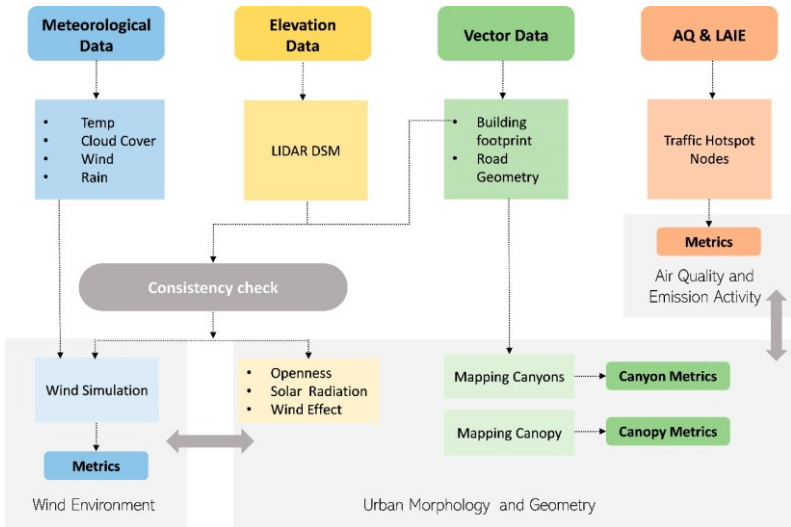 Meteorological
Data
Elevation
Data
Vector Data
AQ & LAIE
• Temp
• Cloud Cover
• Wind
• Rain
LIDAR DSM
• Building
footprint
• Road
Geometry
Traffic Hotspot
Nodes
Metrics
Air Quality and
Emission Activity
Consistency check
Wind Simulation
• Openness
• Solar Radiation
• Wind Effect
Mapping Canyons
Canyon Metrics
Mapping Canopy
Canopy Metrics
Metrics
Wind Environment
Urban Morphology and Geometry